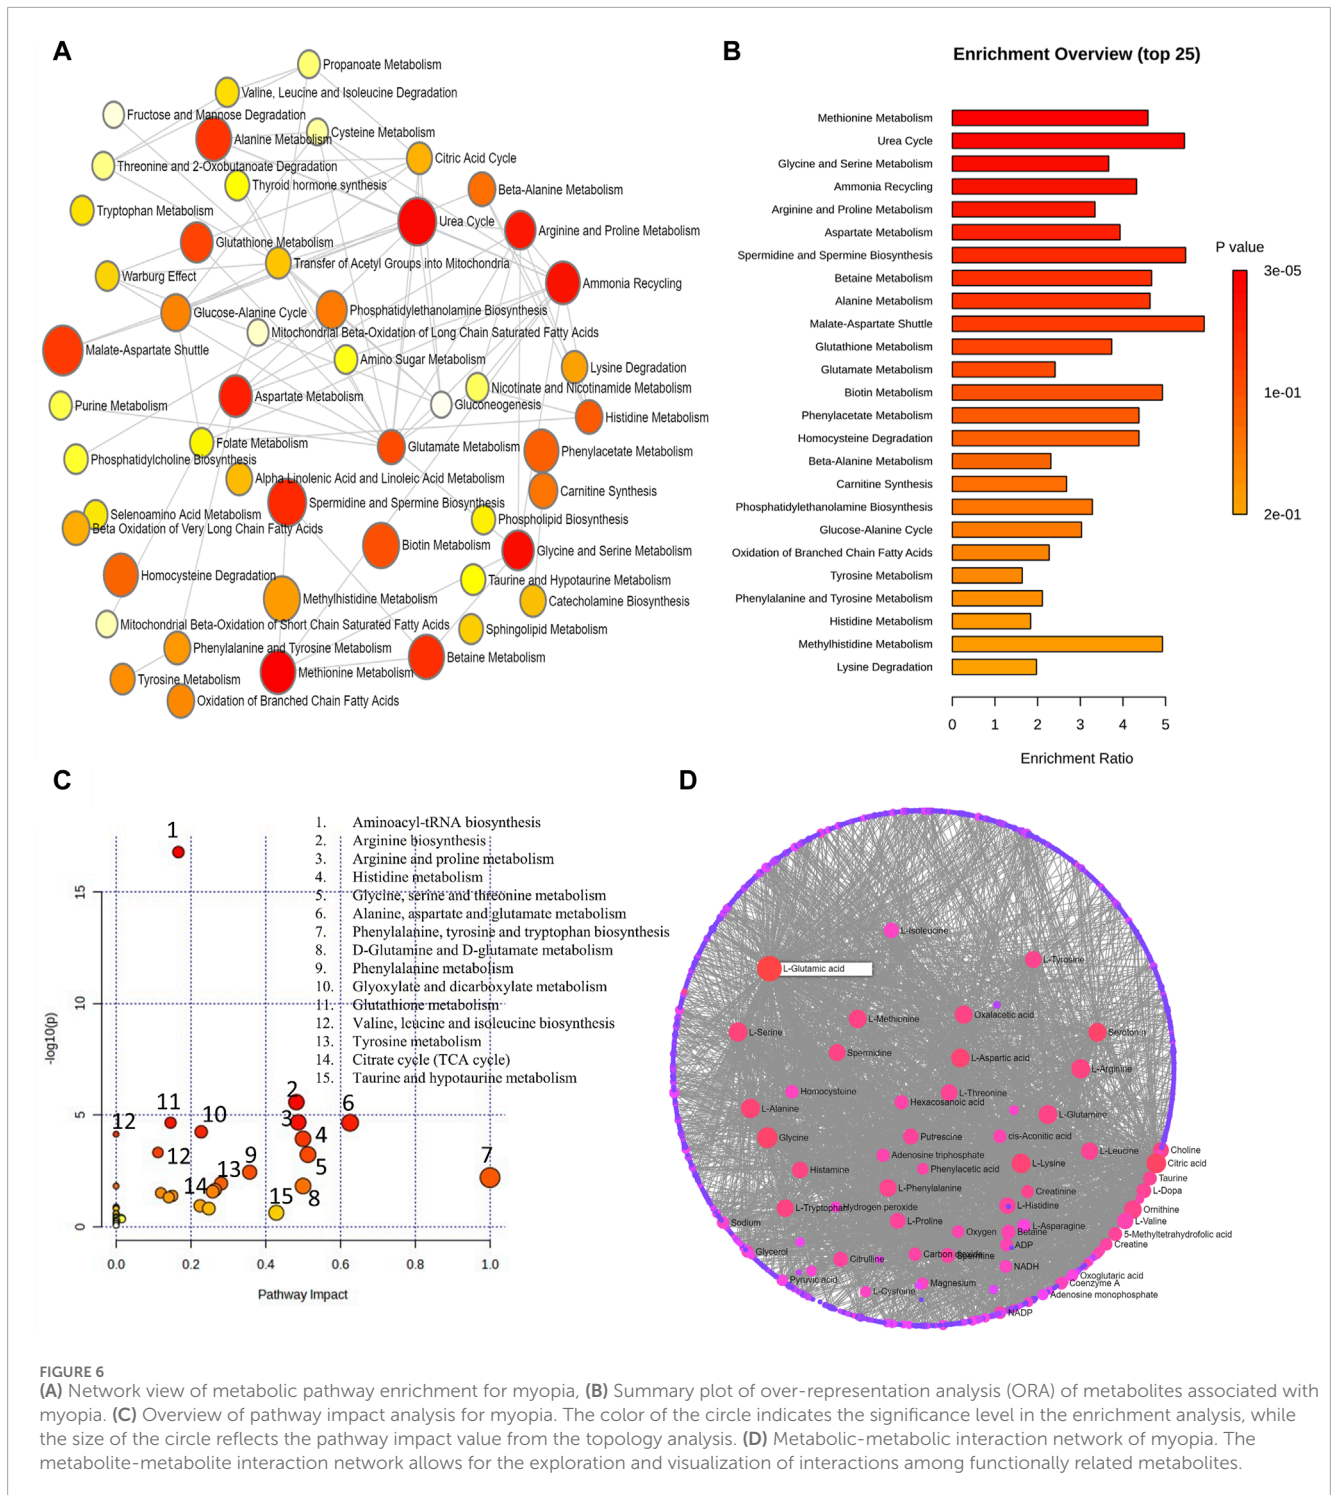 A
Propanoate Metabolism
Valine, Leucine and Isoleucine Degradation
Fructose and Mannose Degradation
Cysteine Metabolism
Alanine Metabolism
Citric Acid Cycle
Threonine and 2-Oxobutanoate Degradation
Thyroid hormone synthesis
Beta-Alanine Metabolism
Tryptophan Metabolism
Urea Cycle
Arginine and Proline Metabolism
Glutathione Metabolism
Transfer of Acetyl Groups into Mitochondria
Warburg Effect
Ammonia Recycling
Glucose-Alanine Cycle
Phosphatidylethanolamine Biosynthesis
Mitochondrial Beta-Oxidation of Long Chain Saturated Fatty Acids
Malate-Aspartate Shuttle
Amino Sugar Metabolism
Lysine Degradation
Nicotinate and Nicotinamide Metabolism
Aspartate Metabolism
Gluconeogenesis
Purine Metabolism
Histidine Metabolism
Folate Metabolism
Glutamate Metabolism
Phenylacetate Metabolism
Phosphatidylcholine Biosynthesis
Alpha Linolenic Acid and Linoleic Acid Metabolism
Carnitine Synthesis
Spermidine and Spermine Biosynthesis
Selenoamino Acid Metabolism
Phospholipid Biosynthesis
Beta Oxidation of Very Long Chain Fatty Acids
Biotin Metabolism
Glycine and Serine Metabolism
Homocysteine Degradation
Taurine and Hypotaurine Metabolism
Methylhistidine Metabolism
Catecholamine Biosynthesis
Mitochondrial Beta-Oxidation of Short Chain Saturated Fatty Acids
Sphingolipid Metabolism
Phenylalanine and Tyrosine Metabolism
Betaine Metabolism
Methionine Metabolism
Tyrosine Metabolism
Oxidation of Branched Chain Fatty Acids
B
Enrichment Overview (top 25)
Methionine Metabolism
Urea Cycle
Glycine and Serine Metabolism
Ammonia Recycling
Arginine and Proline Metabolism
Aspartate Metabolism
Spermidine and Spermine Biosynthesis
Betaine Metabolism
Alanine Metabolism
Malate-Aspartate Shuttle
Glutathione Metabolism
Glutamate Metabolism
Biotin Metabolism
Phenylacetate Metabolism
Homocysteine Degradation
Beta-Alanine Metabolism
Carnitine Synthesis
Phosphatidylethanolamine Biosynthesis
Glucose-Alanine Cycle
Oxidation of Branched Chain Fatty Acids
Tyrosine Metabolism
Phenylalanine and Tyrosine Metabolism
Histidine Metabolism
Methylhistidine Metabolism
Lysine Degradation
0 1 2 3 4 5
Enrichment Ratio
P value
3e-05
1e-01
2e-01
C
1. Aminoacyl-tRNA biosynthesis
2. Arginine biosynthesis
3. Arginine and proline metabolism
4. Histidine metabolism
5. Glycine, serine and threonine metabolism
6. Alanine, aspartate and glutamate metabolism
7. Phenylalanine, tyrosine and tryptophan biosynthesis
8. D-Glutamine and D-glutamate metabolism
9. Phenylalanine metabolism
10. Glyoxylate and dicarboxylate metabolism
11. Glutathione metabolism
12. Valine, leucine and isoleucine biosynthesis
13. Tyrosine metabolism
14. Citrate cycle (TCA cycle)
15. Taurine and hypotaurine metabolism
1
2
11
3
6
12
10
4
12
9
5
7
13
14
15
8
15
10
5
0
-log10(p)
0.0 0.2 0.4 0.6 0.8 1.0
Pathway Impact
D
L-Isoleucine
L-Tyrosine
L-Glutamic acid
Oxalacetic acid
L-Methionine
L-Serine
Serotonin
Spermidine
L-Aspartic acid
L-Arginine
Homocysteine
L-Threonine
Hexacosanoic acid
L-Alanine
L-Glutamine
Glycine
Putrescine
cis-Aconitic acid
L-Leucine
Choline
Adenosine triphosphate
Citric acid
Histamine
Phenylacetic acid
L-Lysine
Taurine
L-Phenylalanine
Creatinine
L-Dopa
L-Tryptophan
Hydrogen peroxide
L-Histidine
Ornithine
Sodium
L-Proline
L-Asparagine
L-Valine
Oxygen
Betaine
5-Methyltetrahydrofolic acid
ADP
Creatine
Glycerol
Citrulline
Carbon dioxide
Spermine
NADH
Oxoglutaric acid
Pyruvic acid
Magnesium
Coenzyme A
L-Cysteine
Adenosine monophosphate
NADP
FIGURE 6
(A) Network view of metabolic pathway enrichment for myopia, (B) Summary plot of over-representation analysis (ORA) of metabolites associated with
myopia. (C) Overview of pathway impact analysis for myopia. The color of the circle indicates the significance level in the enrichment analysis, while
the size of the circle reflects the pathway impact value from the topology analysis. (D) Metabolic-metabolic interaction network of myopia. The
metabolite-metabolite interaction network allows for the exploration and visualization of interactions among functionally related metabolites.